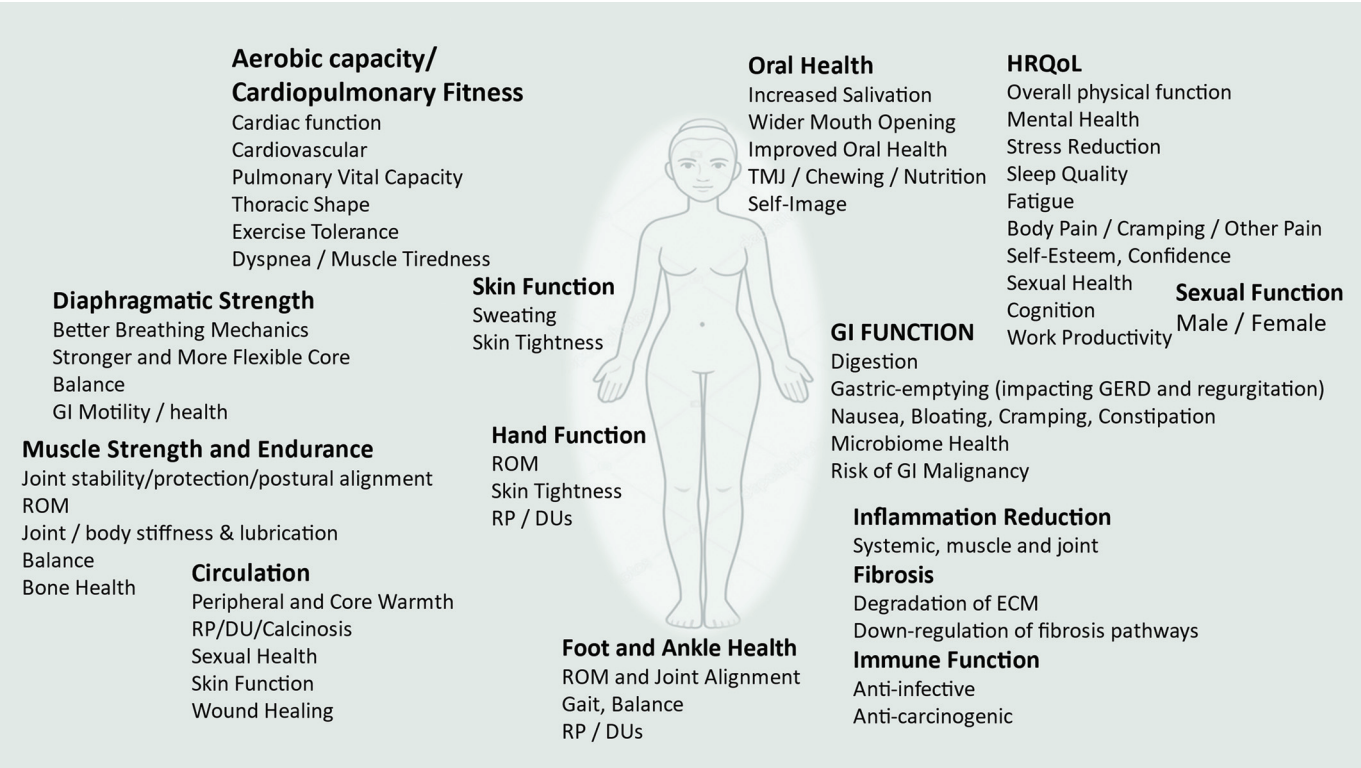 Aerobic capacity/
Cardiopulmonary Fitness
Cardiac function
Cardiovascular
Pulmonary Vital Capacity
Thoracic Shape
Exercise Tolerance
Dyspnea / Muscle Tiredness
Oral Health
Increased Salivation
Wider Mouth Opening
Improved Oral Health
TMJ / Chewing / Nutrition
Self-Image
HRQoL
Overall physical function
Mental Health
Stress Reduction
Sleep Quality
Fatigue
Body Pain / Cramping / Other Pain
Self-Esteem, Confidence
Sexual Health
Cognition
Work Productivity
Sexual Function
Male / Female
Diaphragmatic Strength
Better Breathing Mechanics
Stronger and More Flexible Core
Balance
GI Motility / health
Skin Function
Sweating
Skin Tightness
GI FUNCTION
Digestion
Gastric-emptying (impacting GERD and regurgitation)
Nausea, Bloating, Cramping, Constipation
Microbiome Health
Risk of GI Malignancy
Muscle Strength and Endurance
Joint stability/protection/postural alignment
ROM
Joint / body stiffness & lubrication
Balance
Bone Health
Hand Function
ROM
Skin Tightness
RP / DUs
Inflammation Reduction
Systemic, muscle and joint
Fibrosis
Degradation of ECM
Down-regulation of fibrosis pathways
Immune Function
Anti-infective
Anti-carcinogenic
Circulation
Peripheral and Core Warmth
RP/DU/Calcinosis
Sexual Health
Skin Function
Wound Healing
Foot and Ankle Health
ROM and Joint Alignment
Gait, Balance
RP / DUs